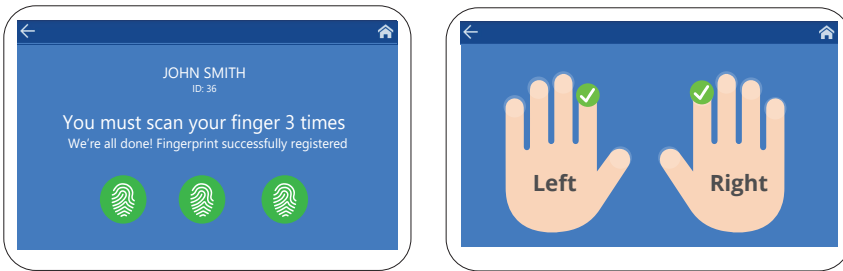 JOHN SMITH
ID: 36
You must scan your finger 3 times
We're all done! Fingerprint successfully registered
Left
Right